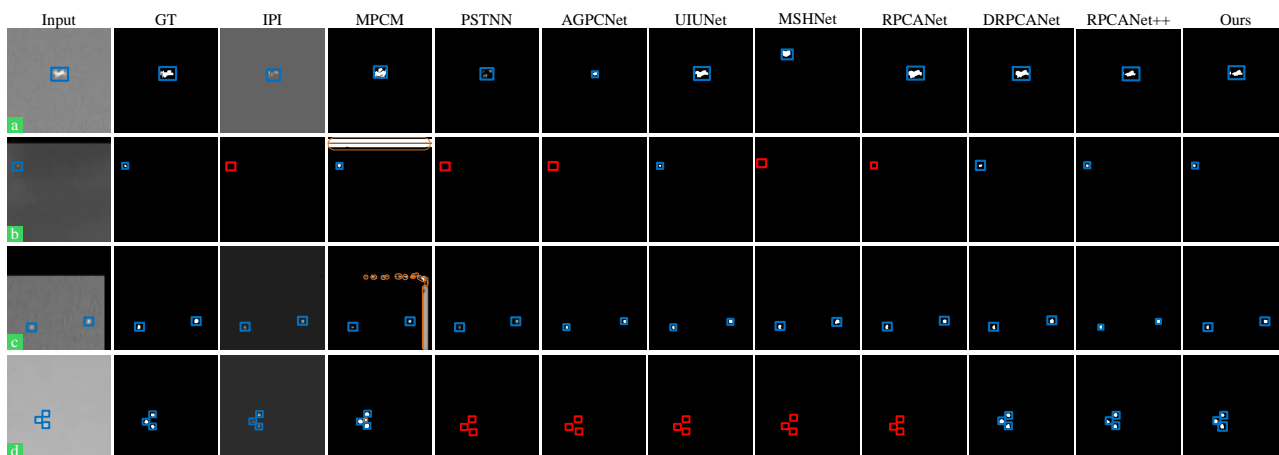 Input GT IPI MPCM PSTNN AGPCNet UIUNet MSHNet RPCANet DRPCANet RPCANet++ Ours
a
b
c
d